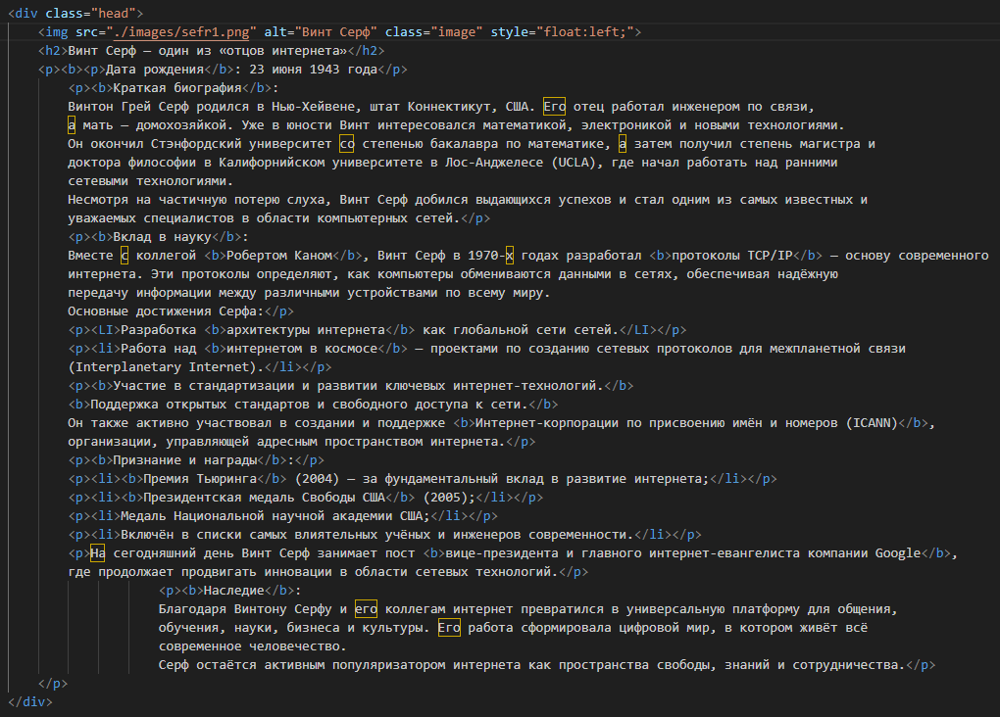 <div class="head">
<img src="./images/sefr1.png" alt="Винт Серф" class="image" style="float:left;">
<h2>Винт Серф — один из «отцов интернета»</h2>
<p><b><p>Дата рождения</b>: 23 июня 1943 года</p>
<p><b>Краткая биография</b>:
Винтон Грей Серф родился в Нью-Хейвене, штат Коннектикут, США. Его отец работал инженером по связи,
а мать — домохозяйкой. Уже в юности Винт интересовался математикой, электроникой и новыми технологиями.
Он окончил Стэнфордский университет со степенью бакалавра по математике, а затем получил степень магистра и
доктора философии в Калифорнийском университете в Лос-Анджелесе (UCLA), где начал работать над ранними
сетевыми технологиями.
Несмотря на частичную потерю слуха, Винт Серф добился выдающихся успехов и стал одним из самых известных и
уважаемых специалистов в области компьютерных сетей.</p>
<p><b>Вклад в науку</b>:
Вместе с коллегой <b>Робертом Каном</b>, Винт Серф в 1970-х годах разработал <b>протоколы TCP/IP</b> — основу современного
интернета. Эти протоколы определяют, как компьютеры обмениваются данными в сетях, обеспечивая надёжную
передачу информации между различными устройствами по всему миру.
Основные достижения Серфа:</p>
<p><LI>Разработка <b>архитектуры интернета</b> как глобальной сети сетей.</LI></p>
<p><li>Работа над <b>интернетом в космосе</b> — проектами по созданию сетевых протоколов для межпланетной связи
(Interplanetary Internet).</li></p>
<p><b>Участие в стандартизации и развитии ключевых интернет-технологий.</b>
<b>Поддержка открытых стандартов и свободного доступа к сети.</b>
Он также активно участвовал в создании и поддержке <b>Интернет-корпорации по присвоению имён и номеров (ICANN)</b>,
организации, управляющей адресным пространством интернета.</p>
<p><b>Признание и награды</b>:</p>
<p><li><b>Премия Тьюринга</b> (2004) — за фундаментальный вклад в развитие интернета;</li></p>
<p><li><b>Президентская медаль Свободы США</b> (2005);</li></p>
<p><li>Медаль Национальной научной академии США;</li></p>
<p><li>Включён в списки самых влиятельных учёных и инженеров современности.</li></p>
<p>На сегодняшний день Винт Серф занимает пост <b>вице-президента и главного интернет-евангелиста компании Google</b>,
где продолжает продвигать инновации в области сетевых технологий.</p>
<p><b>Наследие</b>:
Благодаря Винтону Серфу и его коллегам интернет превратился в универсальную платформу для общения,
обучения, науки, бизнеса и культуры. Его работа сформировала цифровой мир, в котором живёт всё
современное человечество.
Серф остаётся активным популяризатором интернета как пространства свободы, знаний и сотрудничества.</p>
</p>
</div>